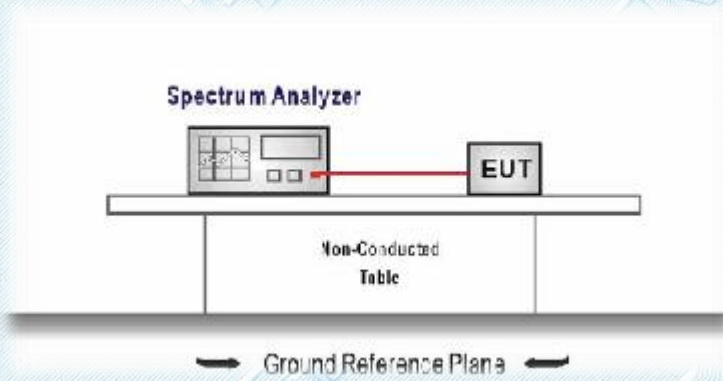 Spectrum Analyzer
EUT
Non-Conducted
Table
Ground Reference Plane